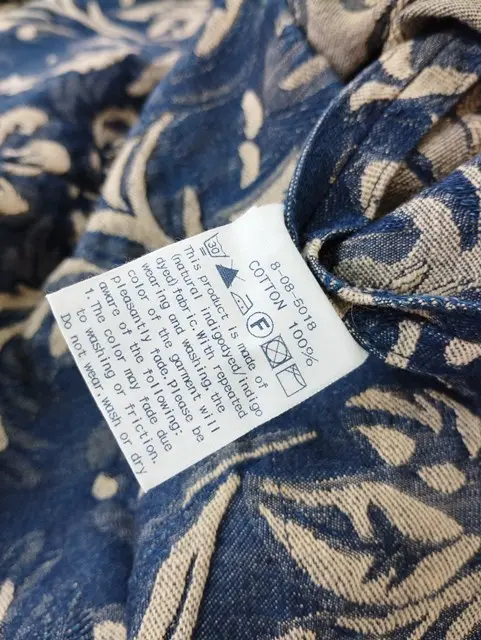 8-08-5018
COTTON 100%
30
F
This product is made of
(natural indigouyed/indigo
dyed) fabric. With repeated
wearing and washing, the
color of the garment will
pleasantly fade. Please be
aware of the following:
1. The color may fade due
to washing or friction.
Do not wear.wash or dry